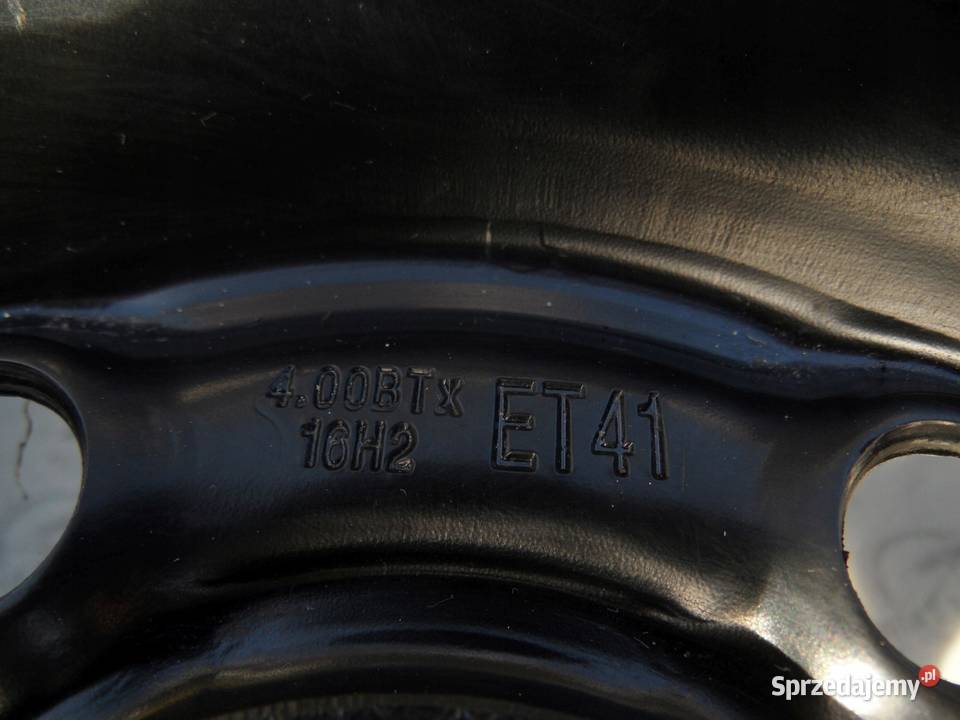 4.00BTx
16H2
ET41
Sprzedajemy.pl